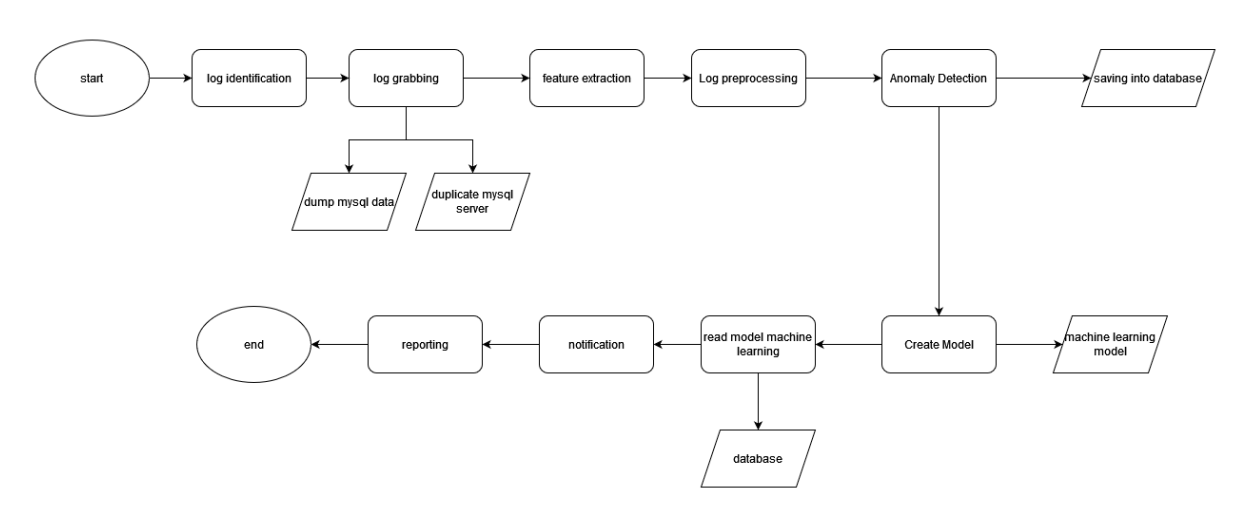 start
log identification
log grabbing
feature extraction
Log preprocessing
Anomaly Detection
saving into database
dump mysql data
duplicate mysql
server
end
reporting
notification
read model machine
learning
Create Model
machine learning
model
database